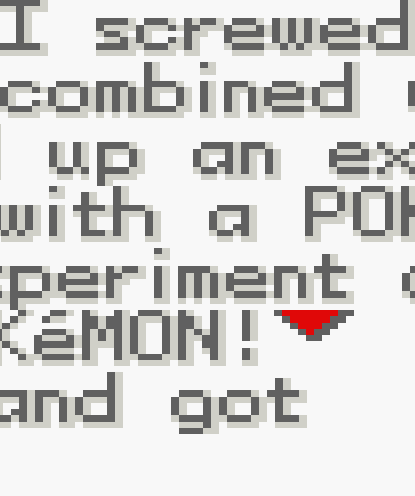 I screwed
combined
up an ex
with a POK
periment
KéMON!
and got